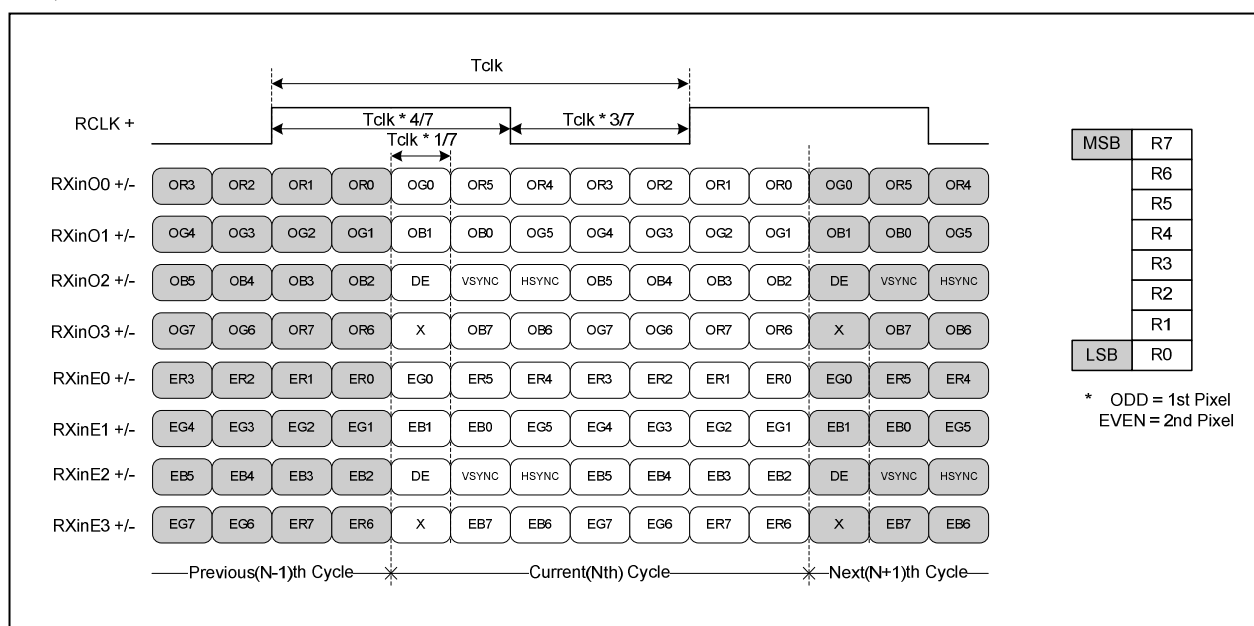 Tclk
RCLK +
Tclk * 4/7
Tclk * 3/7
Tclk * 1/7
RXinO0 +/- OR3 OR2 OR1 OR0 OG0 OR5 OR4 OR3 OR2 OR1 OR0 OG0 OR5 OR4
RXinO1 +/- OG4 OG3 OG2 OG1 OB1 OB0 OG5 OG4 OG3 OG2 OG1 OB1 OB0 OG5
RXinO2 +/- OB5 OB4 OB3 OB2 DE VSYNC HSYNC OB5 OB4 OB3 OB2 DE VSYNC HSYNC
RXinO3 +/- OG7 OG6 OR7 OR6 X OB7 OB6 OG7 OG6 OR7 OR6 X OB7 OB6
RXinE0 +/- ER3 ER2 ER1 ER0 EG0 ER5 ER4 ER3 ER2 ER1 ER0 EG0 ER5 ER4
RXinE1 +/- EG4 EG3 EG2 EG1 EB1 EB0 EG5 EG4 EG3 EG2 EG1 EB1 EB0 EG5
RXinE2 +/- EB5 EB4 EB3 EB2 DE VSYNC HSYNC EB5 EB4 EB3 EB2 DE VSYNC HSYNC
RXinE3 +/- EG7 EG6 ER7 ER6 X EB7 EB6 EG7 EG6 ER7 ER6 X EB7 EB6
Previous(N-1)th Cycle Current(Nth) Cycle Next(N+1)th Cycle
MSB R7
R6
R5
R4
R3
R2
R1
LSB R0
* ODD = 1st Pixel
EVEN = 2nd Pixel